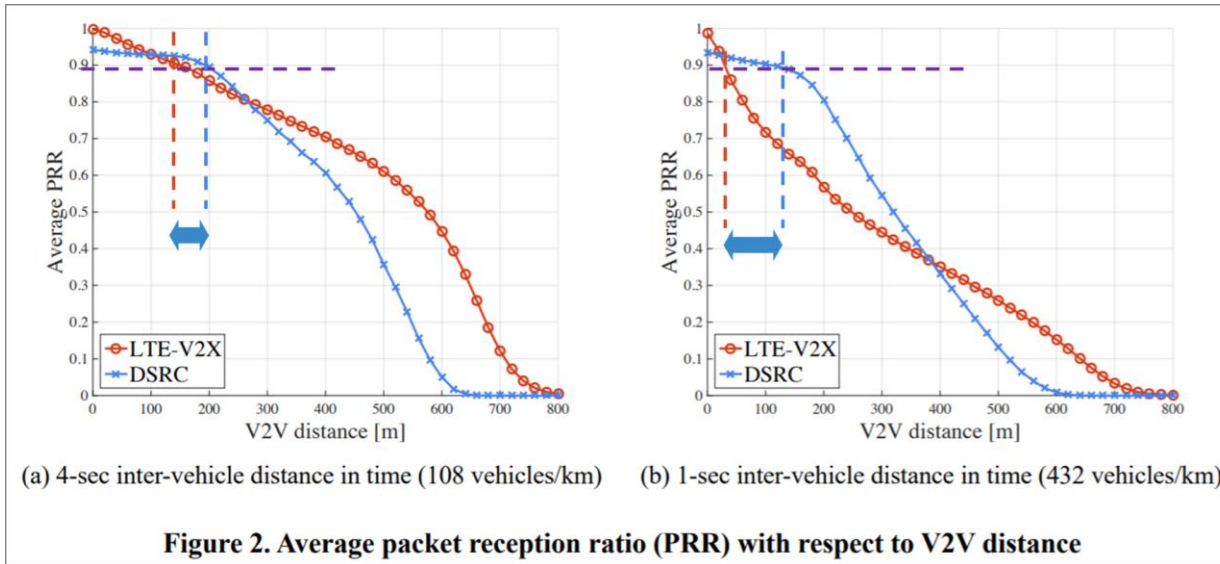 1
0.9
0.8
0.7
0.6
0.5
0.4
0.3
0.2
0.1
0
Average PRR
LTE-V2X
DSRC
0 100 200 300 400 500 600 700 800
V2V distance [m]
(a) 4-sec inter-vehicle distance in time (108 vehicles/km)
1
0.9
0.8
0.7
0.6
0.5
0.4
0.3
0.2
0.1
0
Average PRR
LTE-V2X
DSRC
0 100 200 300 400 500 600 700 800
V2V distance [m]
(b) 1-sec inter-vehicle distance in time (432 vehicles/km)
Figure 2. Average packet reception ratio (PRR) with respect to V2V distance